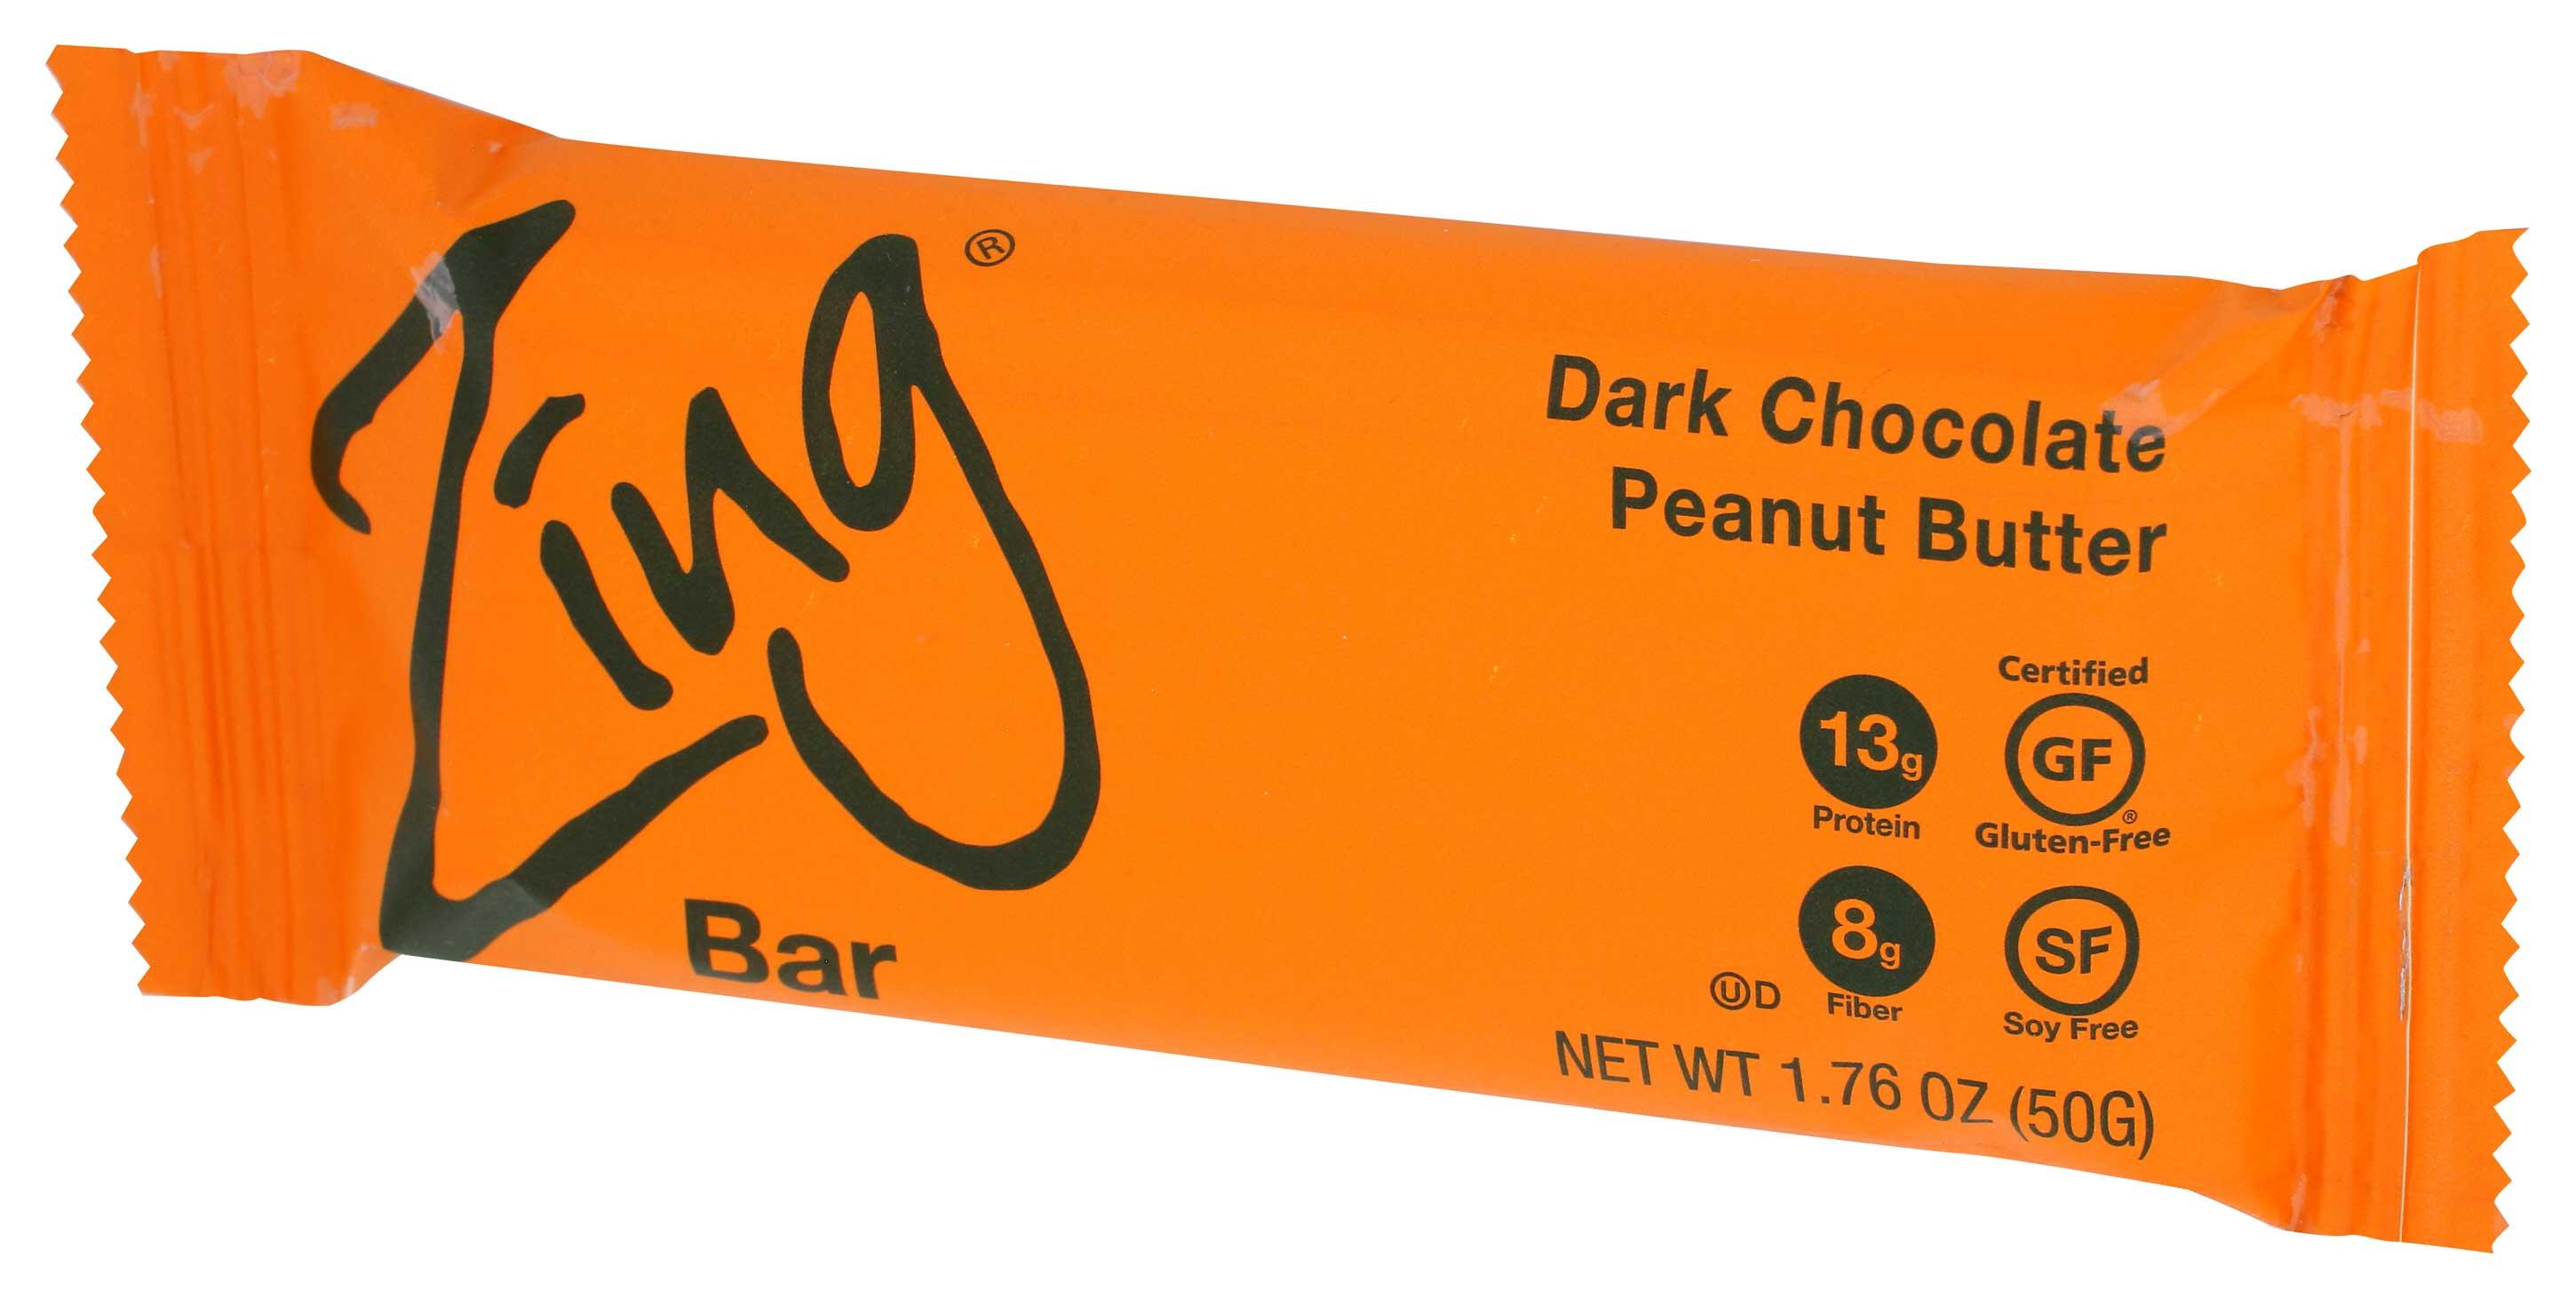 Zing®
Bar
Dark Chocolate
Peanut Butter
13g
Protein
Certified
GF®
Gluten-Free
8g
Fiber
SF
Soy Free
ⓊD
NET WT 1.76 OZ (50G)